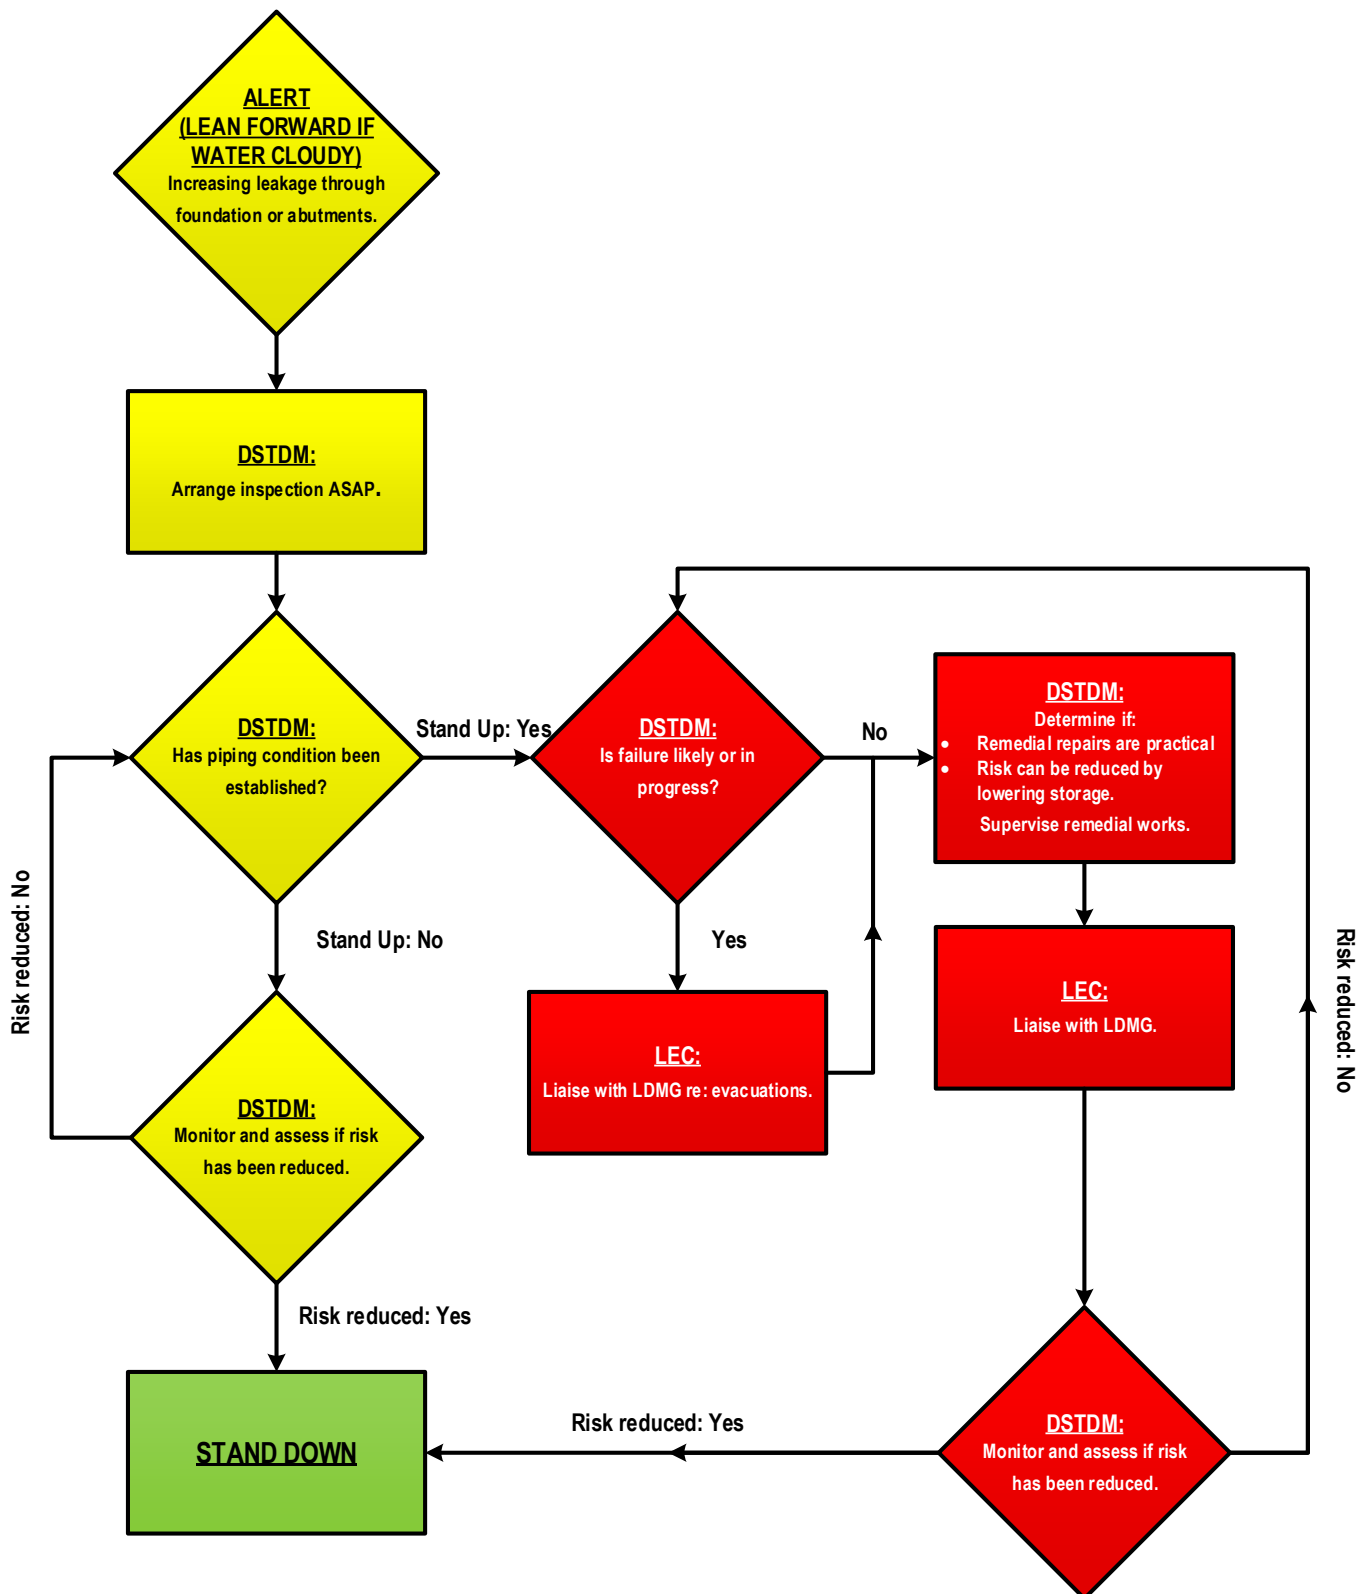 ALERT
(LEAN FORWARD IF
WATER CLOUDY)
Increasing leakage through
foundation or abutments.
DSTDM:
Arrange inspection ASAP.
DSTDM:
Has piping condition been
established?
Stand Up: Yes
DSTDM:
Is failure likely or in
progress?
No
DSTDM:
Determine if:
• Remedial repairs are practical
• Risk can be reduced by
lowering storage.
Supervise remedial works.
Risk reduced: No
Stand Up: No
Yes
LEC:
Liaise with LDMG re: evacuations.
LEC:
Liaise with LDMG.
Risk reduced: No
DSTDM:
Monitor and assess if risk
has been reduced.
Risk reduced: Yes
STAND DOWN
Risk reduced: Yes
DSTDM:
Monitor and assess if risk
has been reduced.